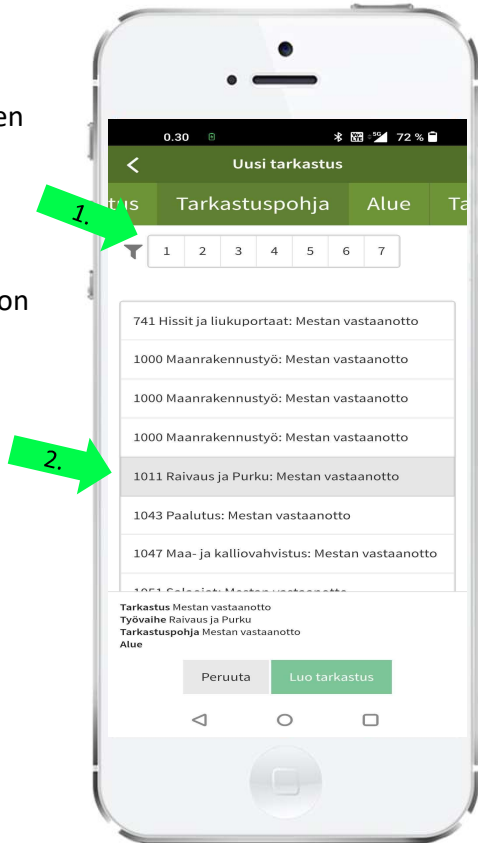 en
on
0.30 5G 72 %
Uusi tarkastus
tus Tarkastuspohja Alue Ta
1.
1 2 3 4 5 6 7
741 Hissit ja liukuportaat: Mestan vastaanotto
1000 Maanrakennustyö: Mestan vastaanotto
1000 Maanrakennustyö: Mestan vastaanotto
1000 Maanrakennustyö: Mestan vastaanotto
2.
1011 Raivaus ja Purku: Mestan vastaanotto
1043 Paalutus: Mestan vastaanotto
1047 Maa- ja kalliovahvistus: Mestan vastaanotto
Tarkastus Mestan vastaanotto
Työvaihe Raivaus ja Purku
Tarkastuspohja Mestan vastaanotto
Alue
Peruuta Luo tarkastus